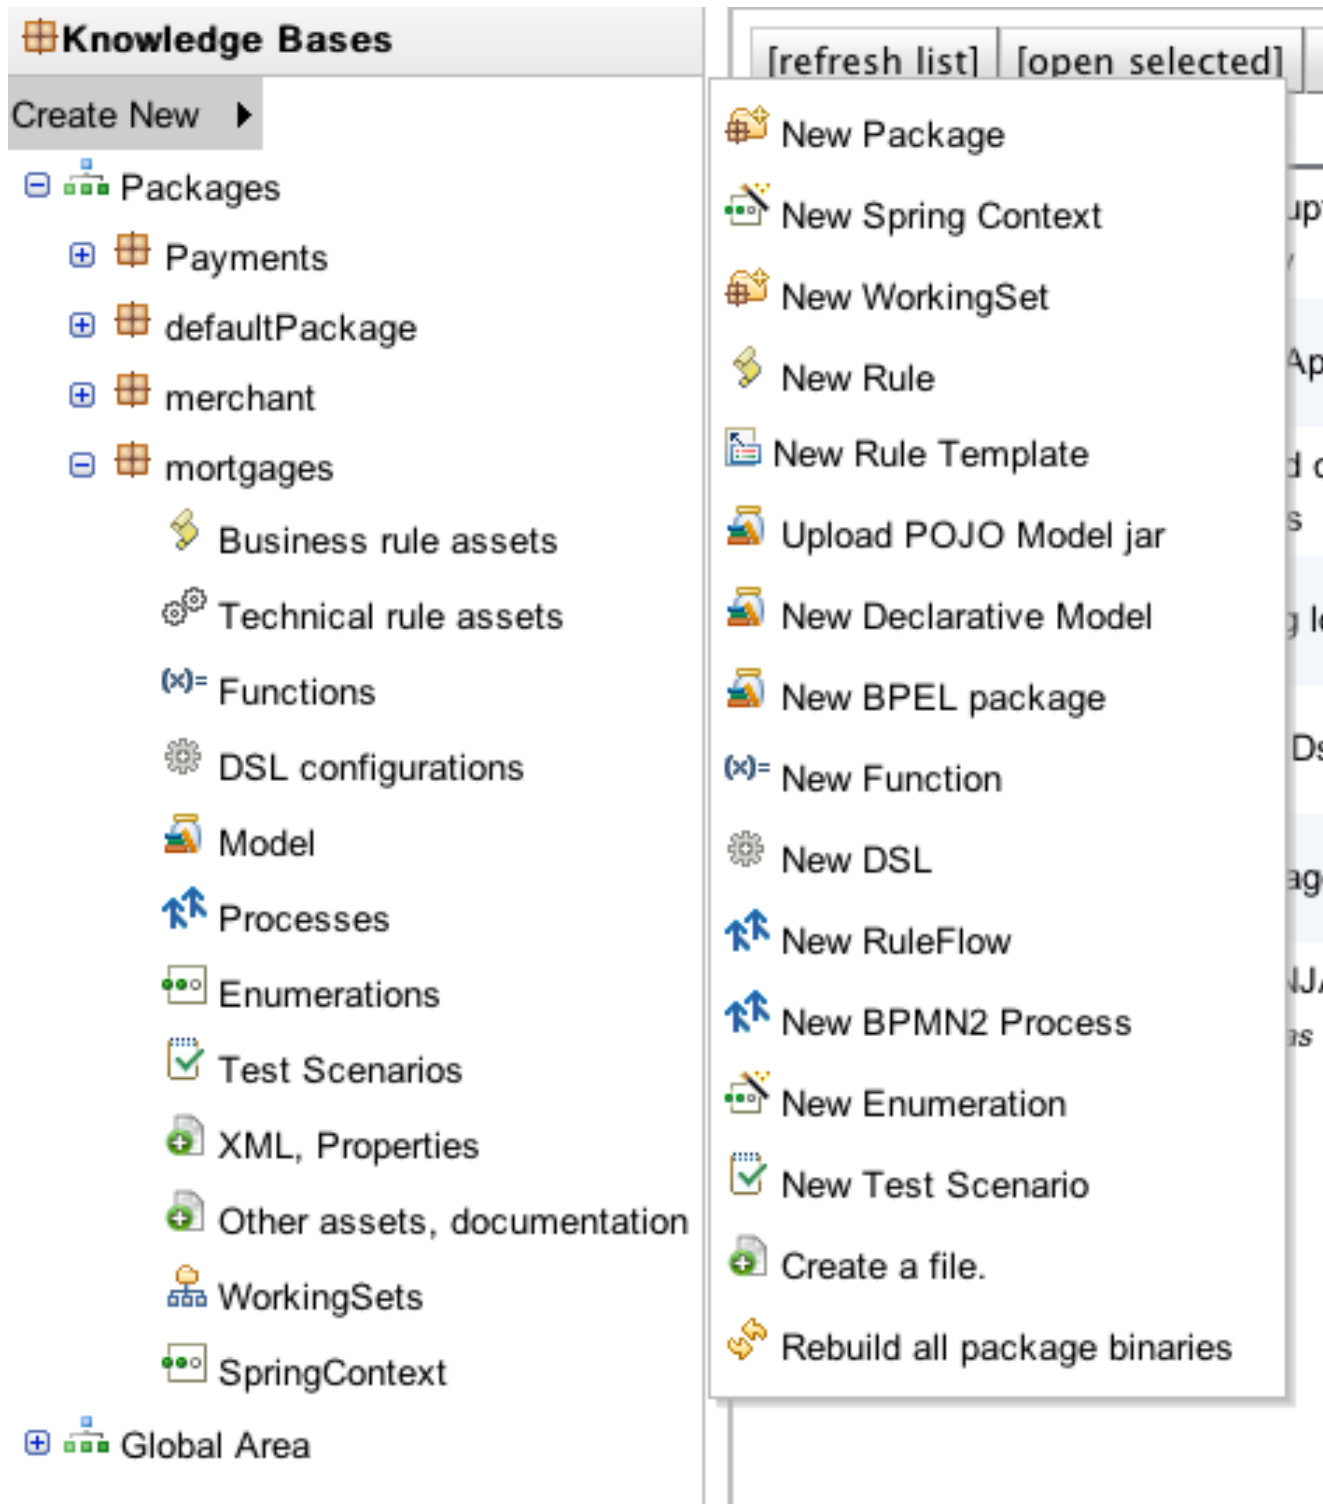 Knowledge Bases
Create New
Packages
Payments
defaultPackage
merchant
mortgages
Business rule assets
Technical rule assets
(x)= Functions
DSL configurations
Model
Processes
Enumerations
Test Scenarios
XML, Properties
Other assets, documentation
WorkingSets
SpringContext
Global Area
[refresh list] [open selected]
New Package
New Spring Context
New WorkingSet
New Rule
New Rule Template
Upload POJO Model jar
New Declarative Model
New BPEL package
(x)= New Function
New DSL
New RuleFlow
New BPMN2 Process
New Enumeration
New Test Scenario
Create a file.
Rebuild all package binaries